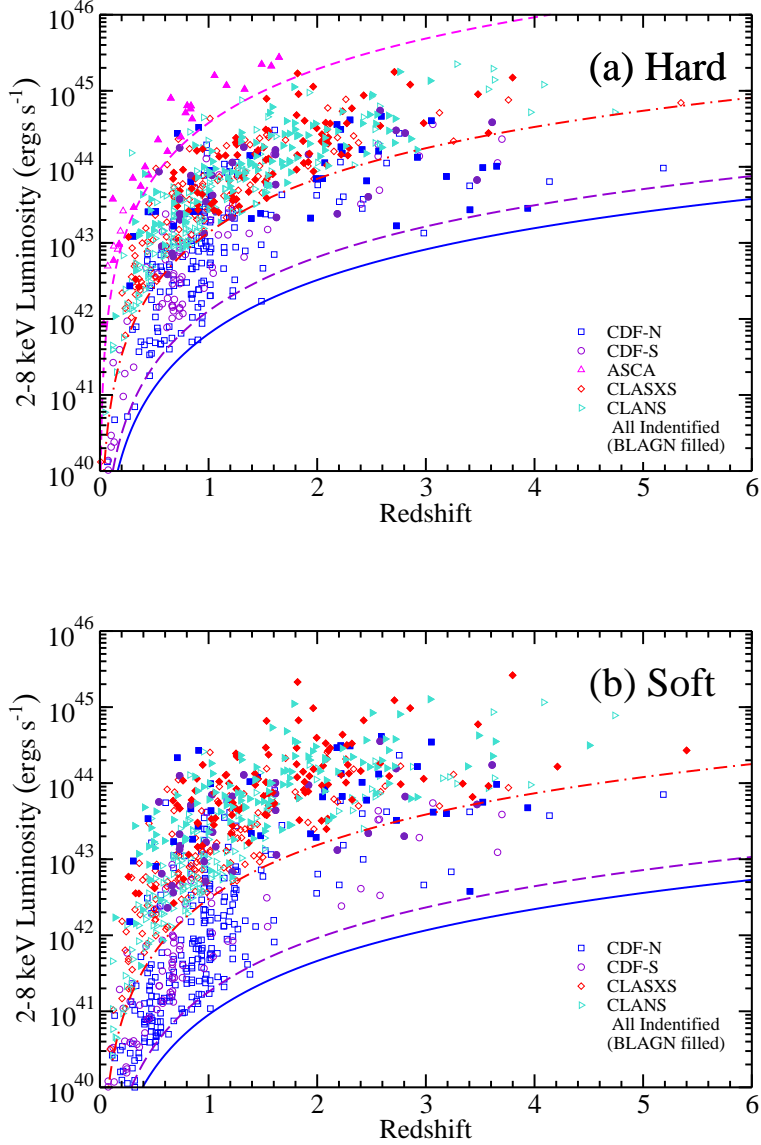 10^46
(a) Hard
10^45
10^44
10^43
10^42
10^41
10^40
2-8 keV Luminosity (ergs s^-1)
CDF-N
CDF-S
ASCA
CLASXS
CLANS
All Indentified
(BLAGN filled)
0 1 2 3 4 5 6
Redshift
10^46
(b) Soft
10^45
10^44
10^43
10^42
10^41
10^40
2-8 keV Luminosity (ergs s^-1)
CDF-N
CDF-S
CLASXS
CLANS
All Indentified
(BLAGN filled)
0 1 2 3 4 5 6
Redshift